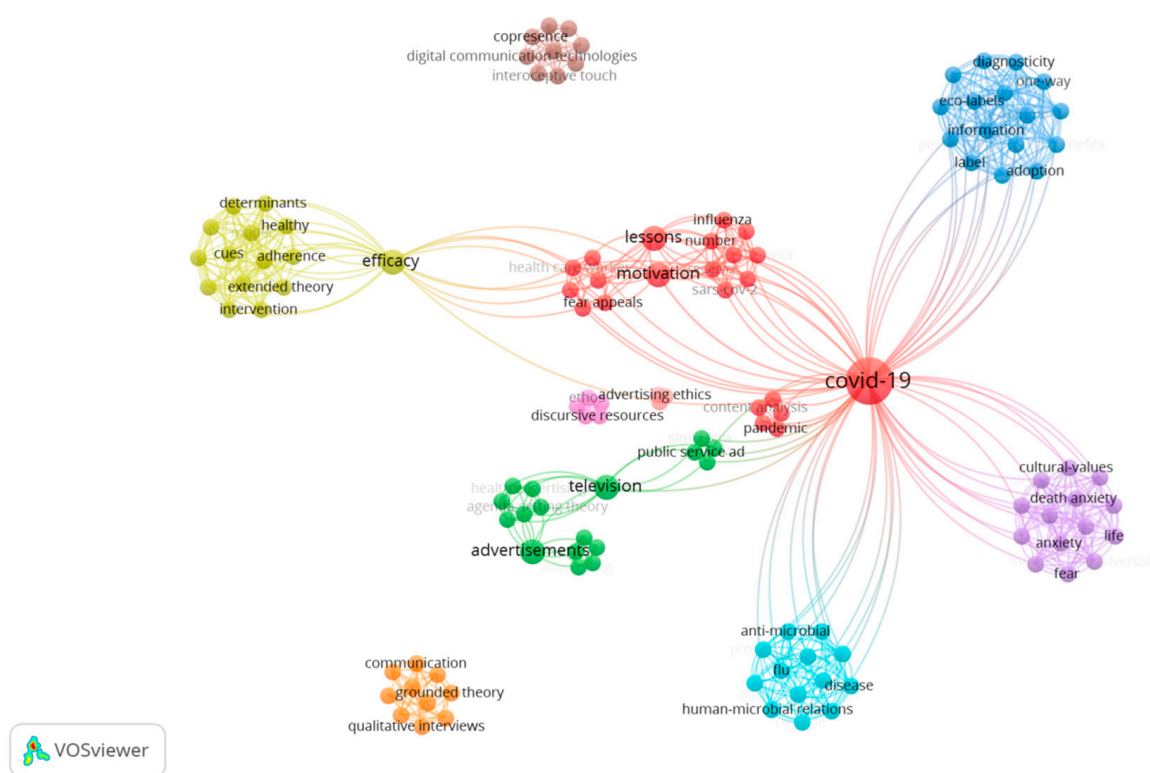 copresence
digital communication technologies
interoceptive touch
diagnosticity
one-way
eco-labels
information
label
adoption
determinants
healthy
cues
adherence
extended theory
intervention
efficacy
influenza
lessons
number
motivation
sars-cov-2
fear appeals
covid-19
advertising ethics
discursive resources
content analysis
pandemic
public service ad
television
advertisements
cultural-values
death anxiety
life
anxiety
fear
anti-microbial
flu
disease
human-microbial relations
communication
grounded theory
qualitative interviews
VOSviewer